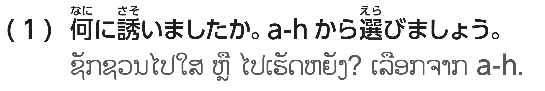 (1) 何に誘いましたか。a-hから選びましょう。
ຊັກຊວນໄປໃສ ຫຼື ໄປເຮັດຫຍັງ? ເລືອກຈາກ a-h.